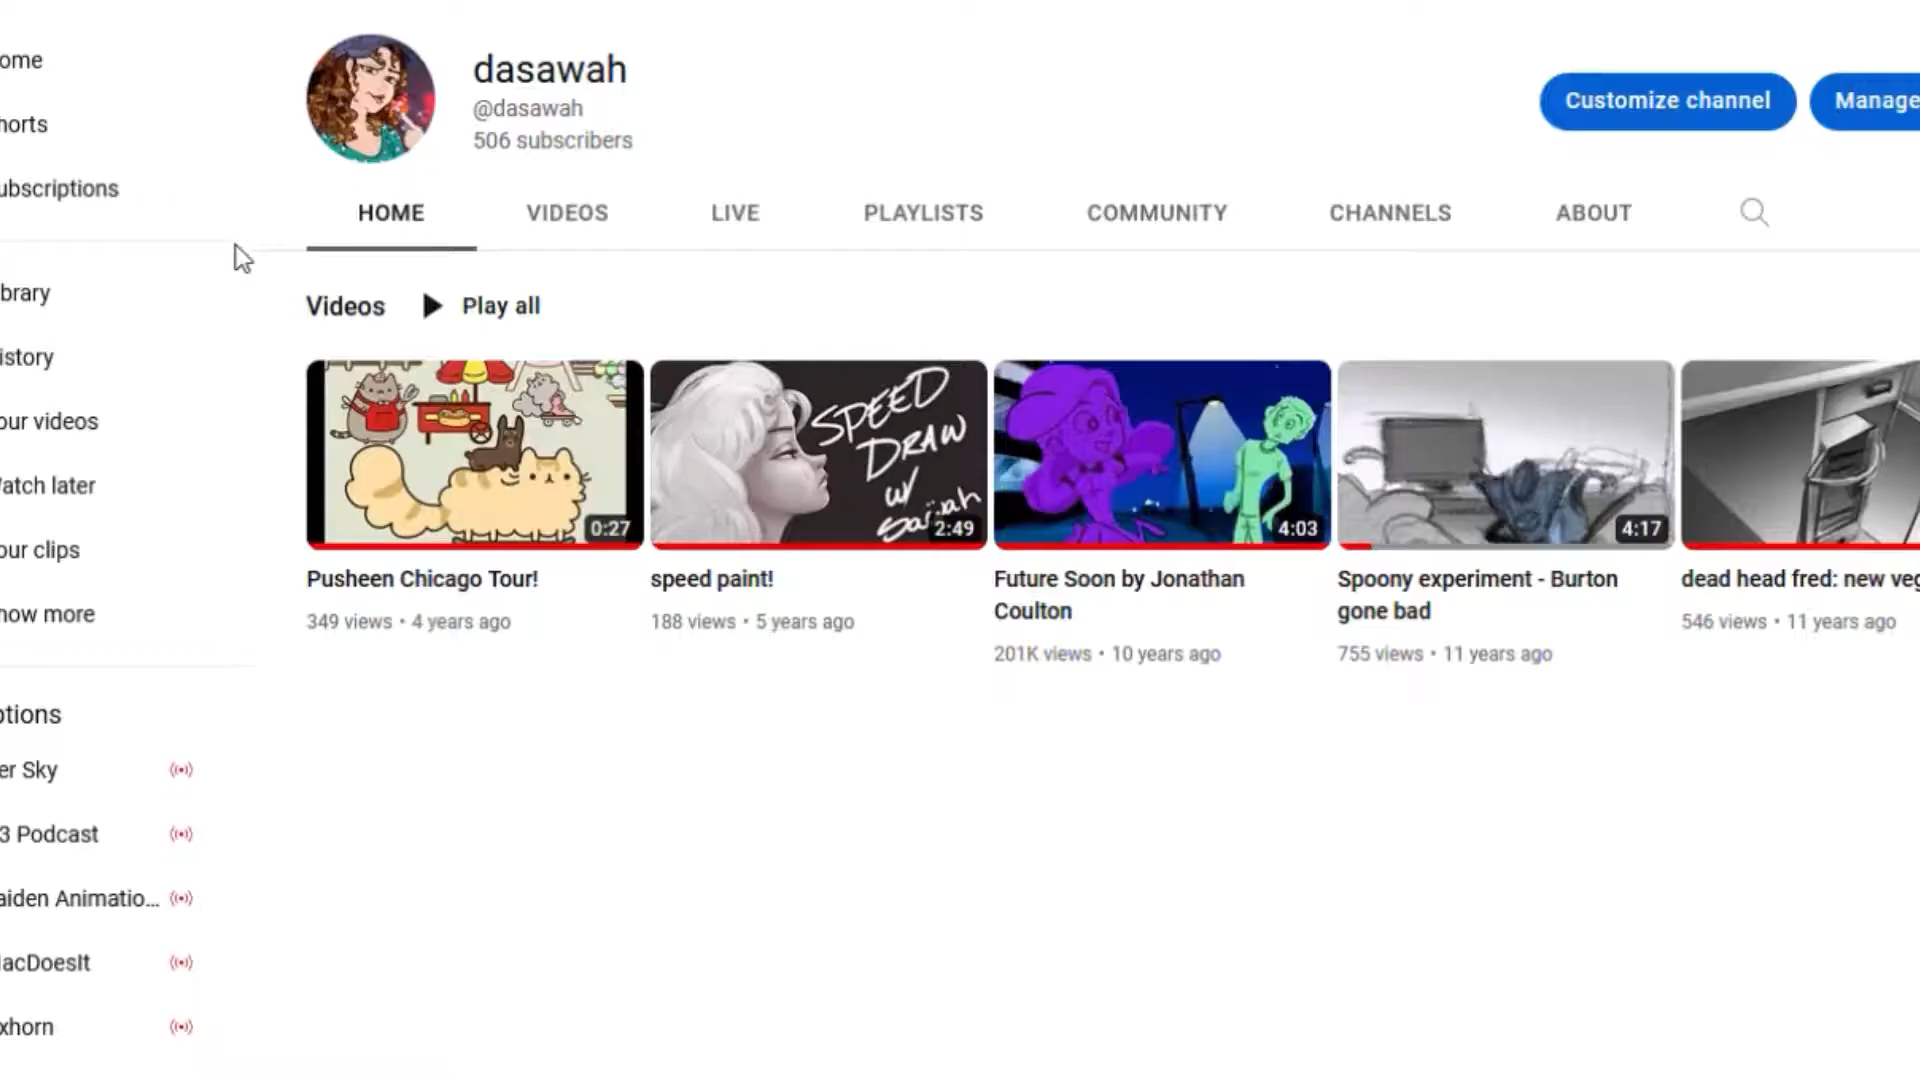 ome
horts
ubscriptions
brary
istory
our videos
atch later
our clips
how more
otions
er Sky
3 Podcast
aiden Animatio...
acDoesIt
xhorn
dasawah
@dasawah
506 subscribers
Customize channel
Manage
HOME VIDEOS LIVE PLAYLISTS COMMUNITY CHANNELS ABOUT
Videos Play all
SPEED
DRAW
w/
0:27 2:49 4:03 4:17
Pusheen Chicago Tour!
349 views • 4 years ago
speed paint!
188 views • 5 years ago
Future Soon by Jonathan
Coulton
201K views • 10 years ago
Spoony experiment - Burton
gone bad
755 views • 11 years ago
dead head fred: new veg
546 views • 11 years ago